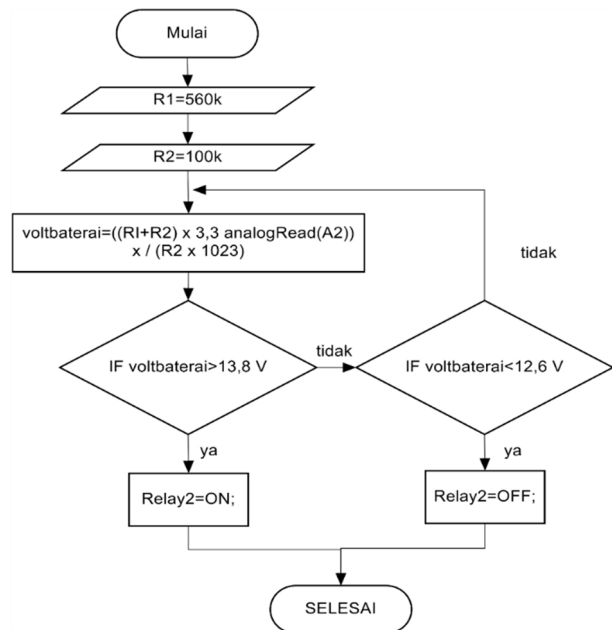 Mulai
R1=560k
R2=100k
voltbaterai=((RI+R2) x 3,3 analogRead(A2))
x / (R2 x 1023)
tidak
IF voltbaterai>13,8 V
tidak
IF voltbaterai<12,6 V
ya
ya
Relay2=ON;
Relay2=OFF;
SELESAI